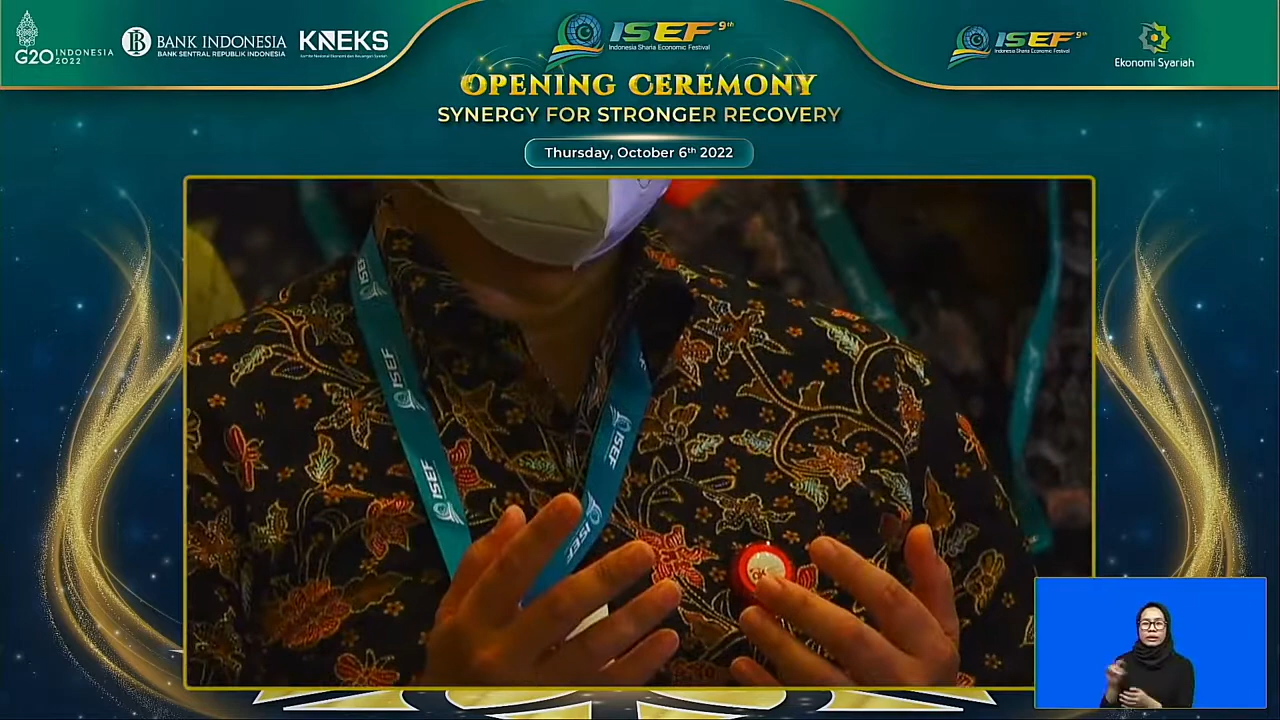 G20 INDONESIA 2022
BANK INDONESIA
BANK SENTRAL REPUBLIK INDONESIA
KNEKS
ISEF 9th
Indonesia Sharia Economic Festival
ISEF 9th
Indonesia Sharia Economic Festival
Ekonomi Syariah
OPENING CEREMONY
SYNERGY FOR STRONGER RECOVERY
Thursday, October 6th 2022
ISEF
ISEF
ISEF
ISEF
ISEF